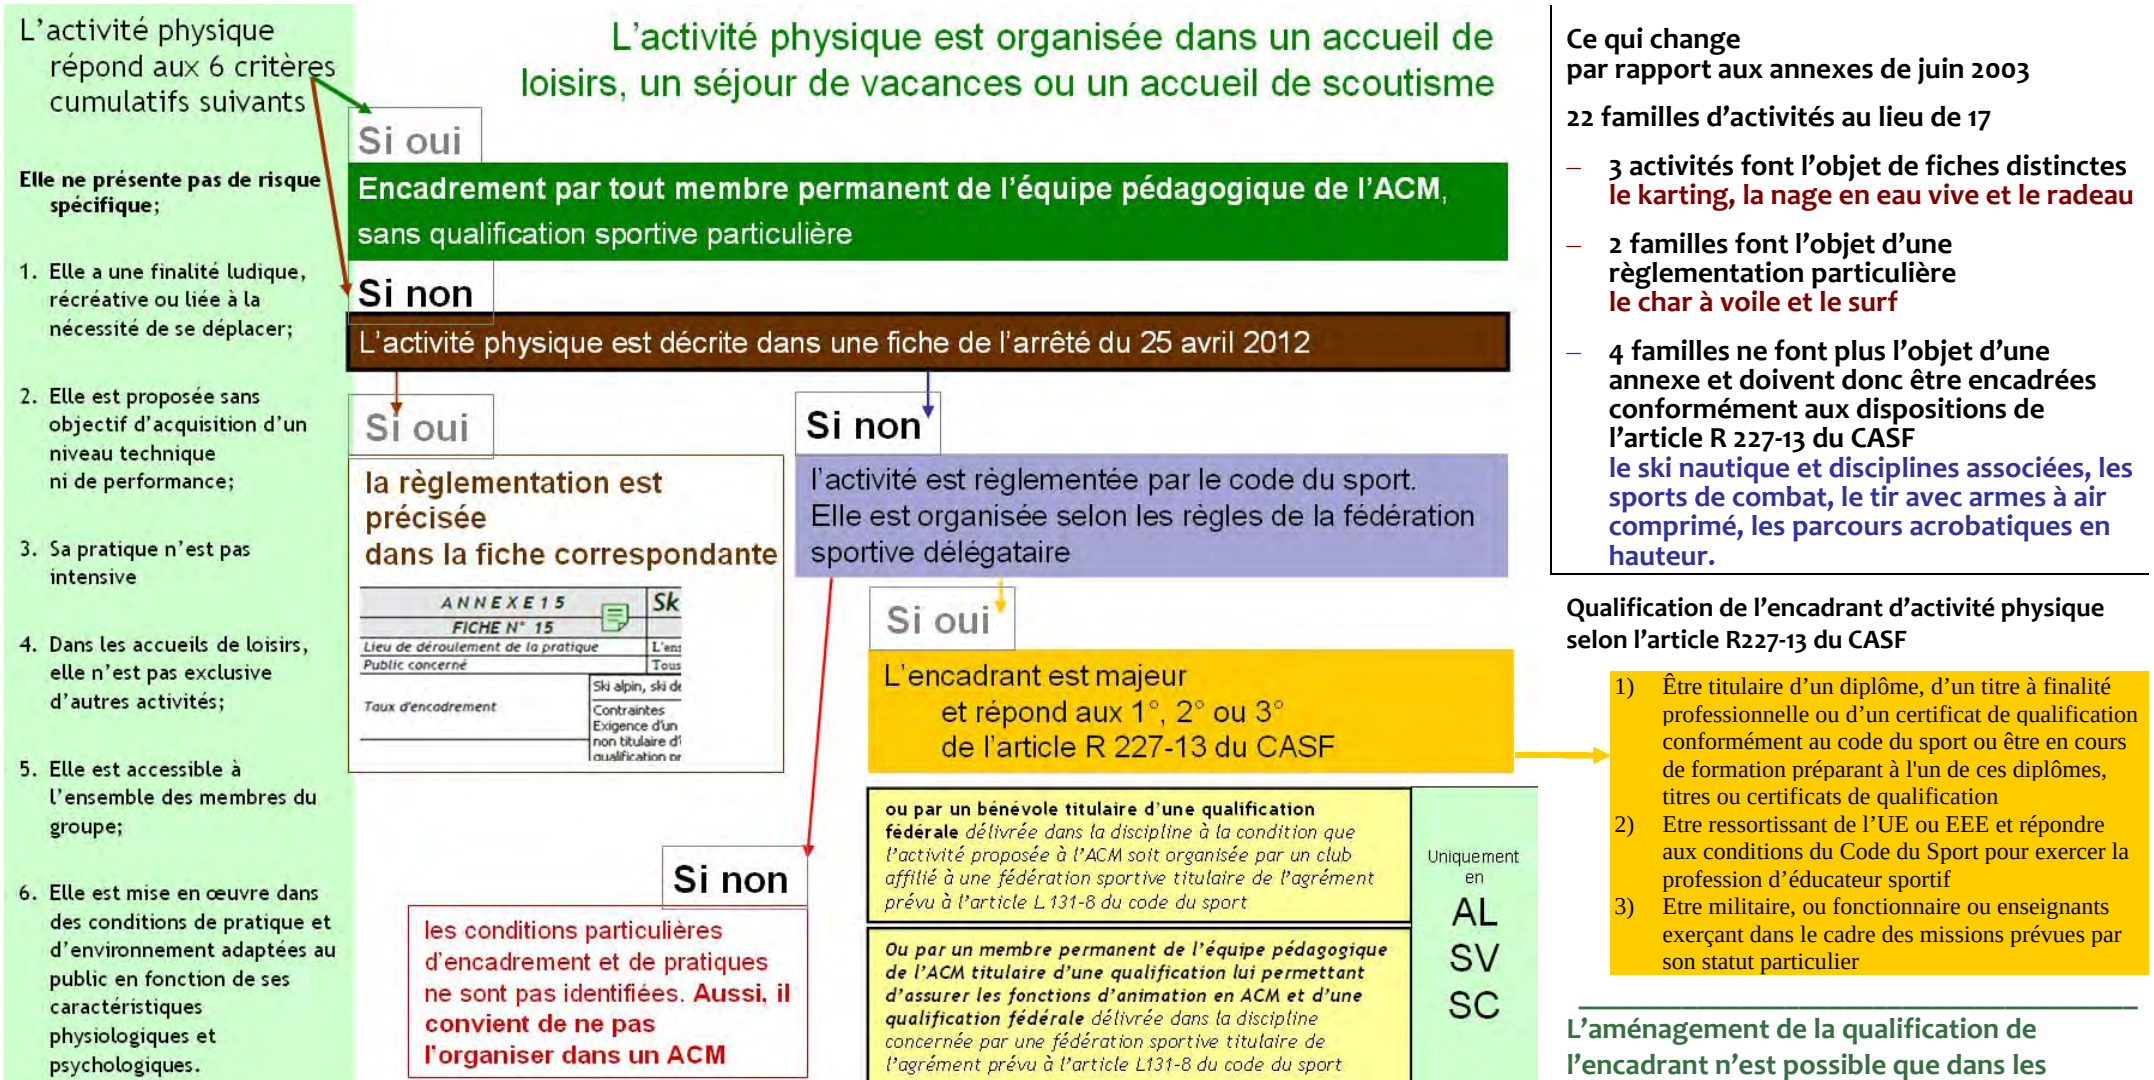 L'activité physique
répond aux 6 critères
cumulatifs suivants
Elle ne présente pas de risque
spécifique;
1. Elle a une finalité ludique,
récréative ou liée à la
nécessité de se déplacer;
2. Elle est proposée sans
objectif d'acquisition d'un
niveau technique
ni de performance;
3. Sa pratique n'est pas
intensive
4. Dans les accueils de loisirs,
elle n'est pas exclusive
d'autres activités;
5. Elle est accessible à
l'ensemble des membres du
groupe;
6. Elle est mise en œuvre dans
des conditions de pratique et
d'environnement adaptées au
public en fonction de ses
caractéristiques
physiologiques et
psychologiques.
L'activité physique est organisée dans un accueil de
loisirs, un séjour de vacances ou un accueil de scoutisme
Si oui
Encadrement par tout membre permanent de l'équipe pédagogique de l'ACM,
sans qualification sportive particulière
Si non
L'activité physique est décrite dans une fiche de l'arrêté du 25 avril 2012
Si oui
la règlementation est
précisée
dans la fiche correspondante
ANNEXE 15
Sk
FICHE N° 15
Lieu de déroulement de la pratique
L'ens
Public concerné
Tous
Taux d'encadrement
Ski alpin, ski de
Contraintes
Exigence d'un
non titulaire d'
qualification pr
Si non
l'activité est règlementée par le code du sport.
Elle est organisée selon les règles de la fédération
sportive délégataire
Si oui
L'encadrant est majeur
et répond aux 1°, 2° ou 3°
de l'article R 227-13 du CASF
ou par un bénévole titulaire d'une qualification
fédérale délivrée dans la discipline à la condition que
l'activité proposée à l'ACM soit organisée par un club
affilié à une fédération sportive titulaire de l'agrément
prévu à l'article L 131-8 du code du sport
Ou par un membre permanent de l'équipe pédagogique
de l'ACM titulaire d'une qualification lui permettant
d'assurer les fonctions d'animation en ACM et d'une
qualification fédérale délivrée dans la discipline
concernée par une fédération sportive titulaire de
l'agrément prévu à l'article L131-8 du code du sport
Uniquement
en
AL
SV
SC
Si non
les conditions particulières
d'encadrement et de pratiques
ne sont pas identifiées. Aussi, il
convient de ne pas
l'organiser dans un ACM
Ce qui change
par rapport aux annexes de juin 2003
22 familles d'activités au lieu de 17
– 3 activités font l'objet de fiches distinctes
le karting, la nage en eau vive et le radeau
– 2 familles font l'objet d'une
règlementation particulière
le char à voile et le surf
– 4 familles ne font plus l'objet d'une
annexe et doivent donc être encadrées
conformément aux dispositions de
l'article R 227-13 du CASF
le ski nautique et disciplines associées, les
sports de combat, le tir avec armes à air
comprimé, les parcours acrobatiques en
hauteur.
Qualification de l'encadrant d'activité physique
selon l'article R227-13 du CASF
1) Être titulaire d'un diplôme, d'un titre à finalité
professionnelle ou d'un certificat de qualification
conformément au code du sport ou être en cours
de formation préparant à l'un de ces diplômes,
titres ou certificats de qualification
2) Etre ressortissant de l'UE ou EEE et répondre
aux conditions du Code du Sport pour exercer la
profession d'éducateur sportif
3) Etre militaire, ou fonctionnaire ou enseignants
exerçant dans le cadre des missions prévues par
son statut particulier
L'aménagement de la qualification de
l'encadrant n'est possible que dans les